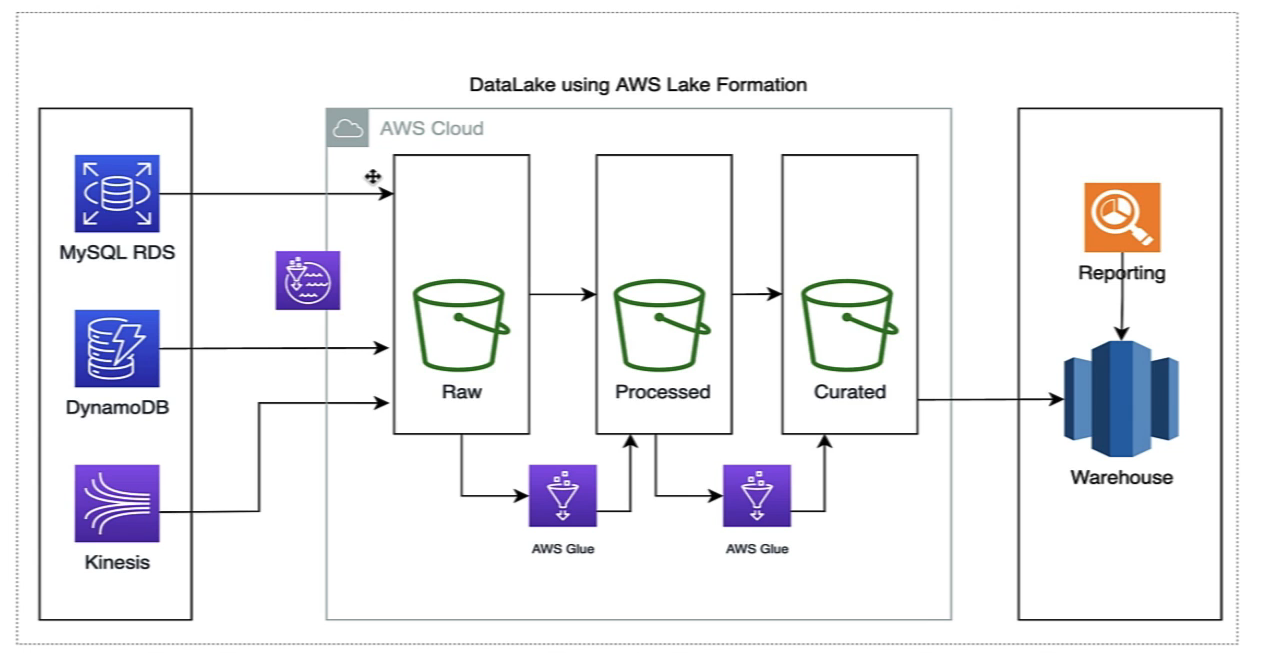 DataLake using AWS Lake Formation
AWS Cloud
MySQL RDS
DynamoDB
Kinesis
Raw
Processed
Curated
AWS Glue
AWS Glue
Reporting
Warehouse